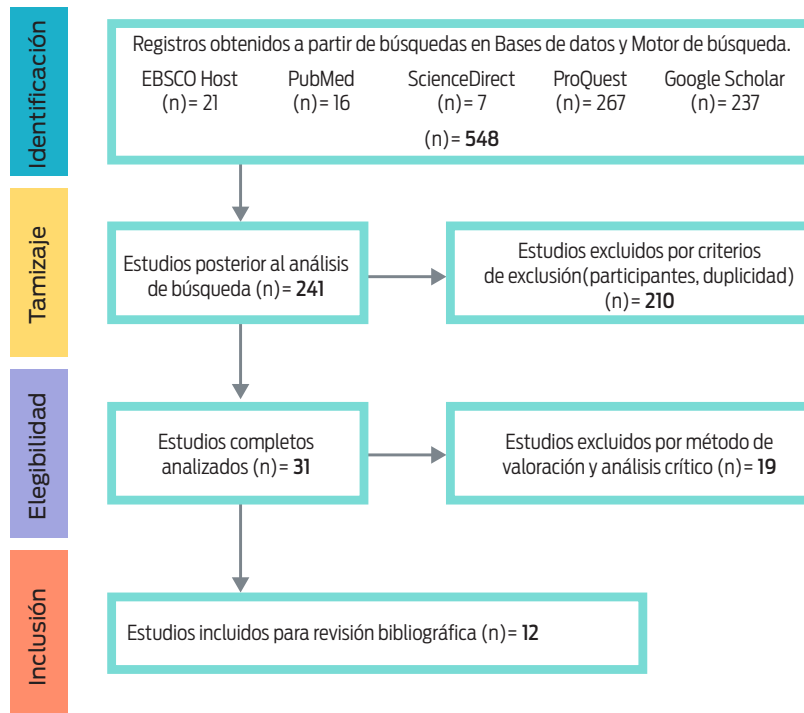 Identificación
Registros obtenidos a partir de búsquedas en Bases de datos y Motor de búsqueda.
EBSCO Host PubMed ScienceDirect ProQuest Google Scholar
(n)= 21 (n)= 16 (n)= 7 (n)= 267 (n)= 237
(n)= 548
Tamizaje
Estudios posterior al análisis
de búsqueda (n)= 241
Estudios excluidos por criterios
de exclusión(participantes, duplicidad)
(n)= 210
Elegibilidad
Estudios completos
analizados (n)= 31
Estudios excluidos por método de
valoración y análisis crítico (n)= 19
Inclusión
Estudios incluidos para revisión bibliográfica (n)= 12